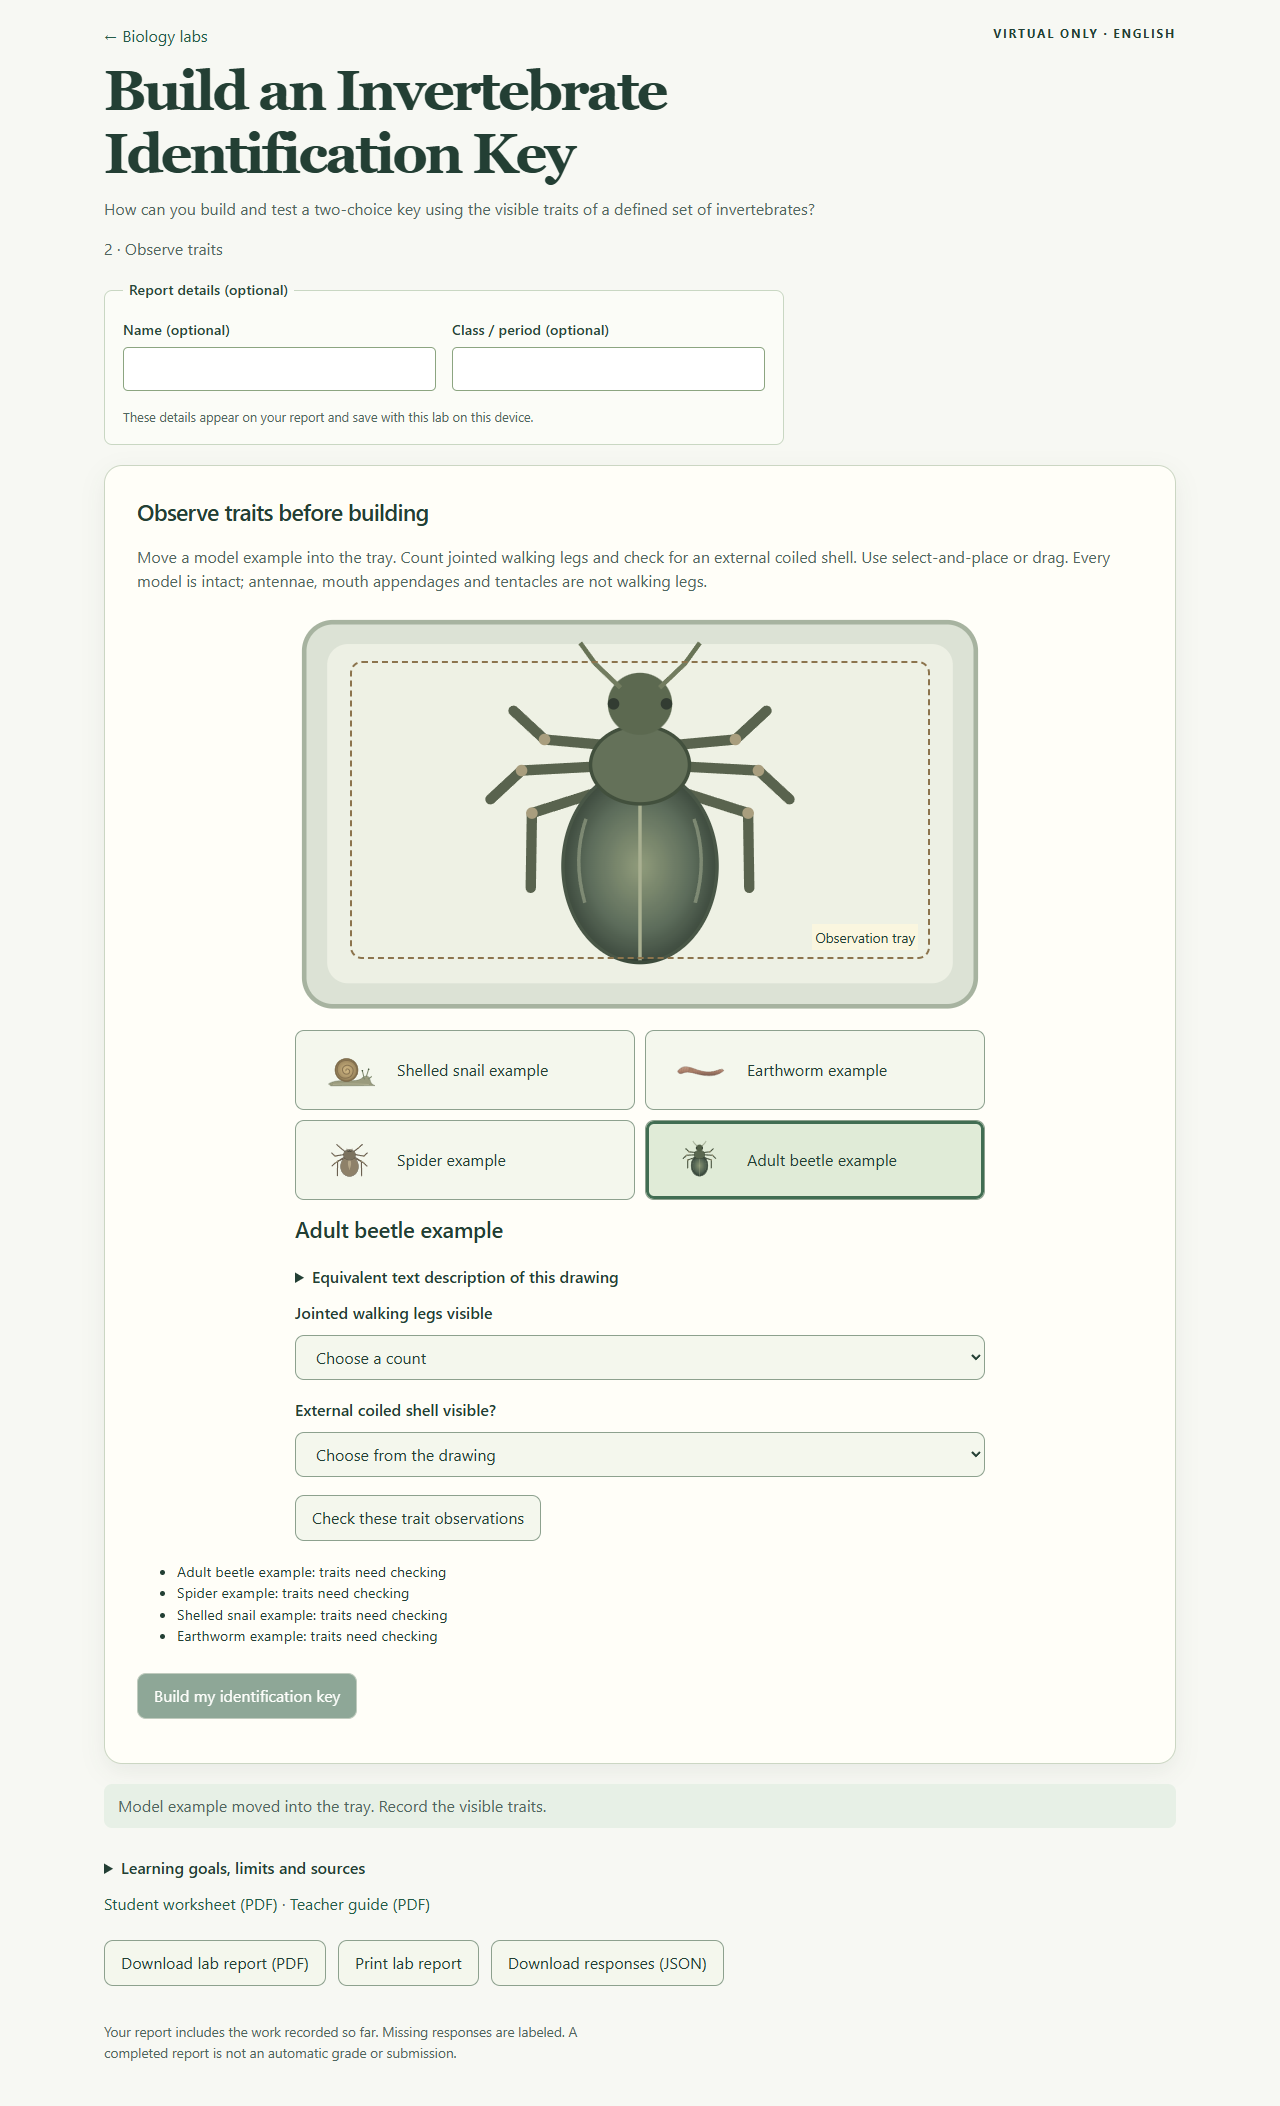 ← Biology labs
VIRTUAL ONLY · ENGLISH
Build an Invertebrate
Identification Key
How can you build and test a two-choice key using the visible traits of a defined set of invertebrates?
2 · Observe traits
Report details (optional)
Name (optional)
Class / period (optional)
These details appear on your report and save with this lab on this device.
Observe traits before building
Move a model example into the tray. Count jointed walking legs and check for an external coiled shell. Use select-and-place or drag. Every
model is intact; antennae, mouth appendages and tentacles are not walking legs.
Observation tray
Shelled snail example
Earthworm example
Spider example
Adult beetle example
Adult beetle example
Equivalent text description of this drawing
Jointed walking legs visible
Choose a count
External coiled shell visible?
Choose from the drawing
Check these trait observations
Adult beetle example: traits need checking
Spider example: traits need checking
Shelled snail example: traits need checking
Earthworm example: traits need checking
Build my identification key
Model example moved into the tray. Record the visible traits.
Learning goals, limits and sources
Student worksheet (PDF) · Teacher guide (PDF)
Download lab report (PDF)
Print lab report
Download responses (JSON)
Your report includes the work recorded so far. Missing responses are labeled. A
completed report is not an automatic grade or submission.